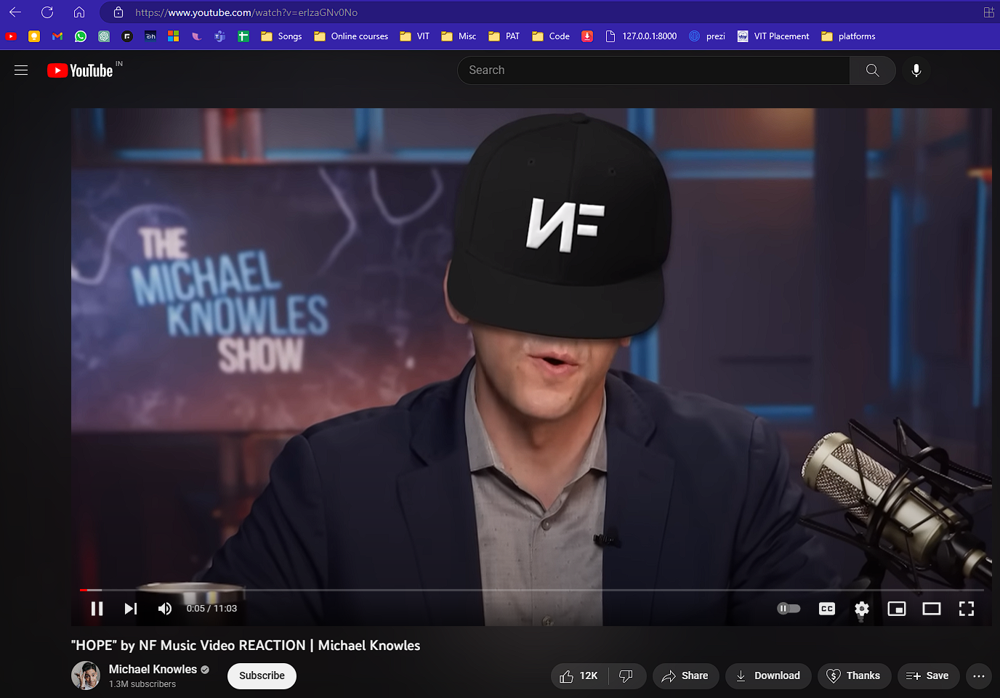 https://www.youtube.com/watch?v=erIzaGNv0No
Songs
Online courses
VIT
Misc
PAT
Code
127.0.0.1:8000
prezi
VIT Placement
platforms
YouTube IN
Search
NF
THE
MICHAEL
KNOWLES
SHOW
0:05 / 11:03
CC
"HOPE" by NF Music Video REACTION | Michael Knowles
Michael Knowles
1.3M subscribers
Subscribe
12K
Share
Download
Thanks
Save